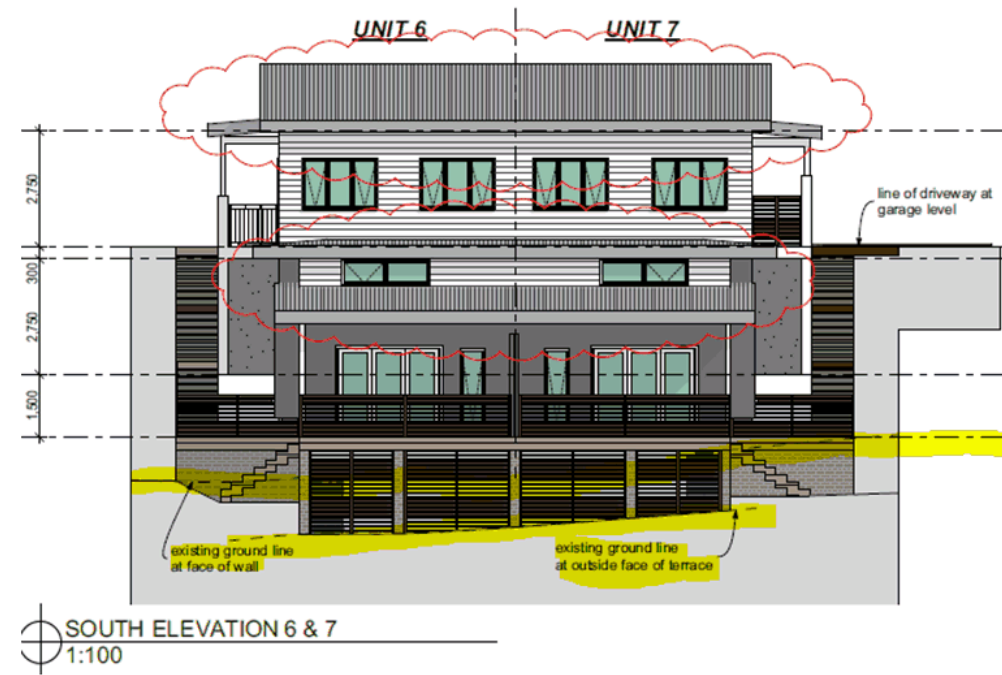 UNIT 6
UNIT 7
2,750
300
2,750
1,500
line of driveway at
garage level
existing ground line
at face of wall
existing ground line
at outside face of terrace
SOUTH ELEVATION 6 & 7
1:100